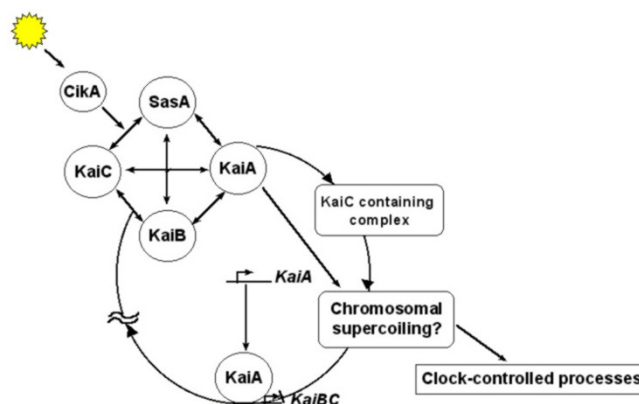 CikA
SasA
KaiC
KaiA
KaiB
KaiC containing
complex
KaiA
Chromosomal
supercoiling?
KaiA
KaiBC
Clock-controlled processes